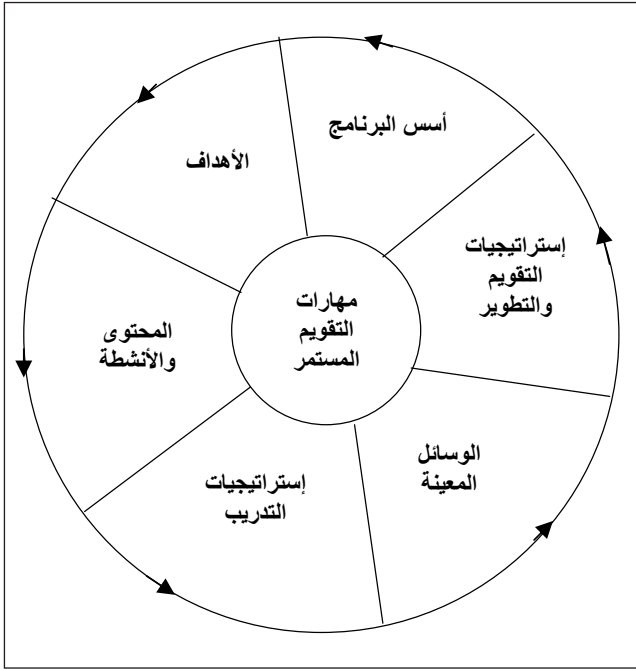 أسس البرنامج
الأهداف
المحتوى
والأنشطة
إستراتيجيات
التدريب
الوسائل
المعينة
إستراتيجيات
التقويم
والتطوير
مهارات
التقويم
المستمر